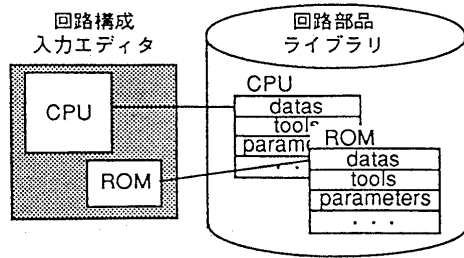 回路構成
入力エディタ
回路部品
ライブラリ
CPU
ROM
CPU
datas
tools
parame
. .
ROM
datas
tools
parameters
. . .